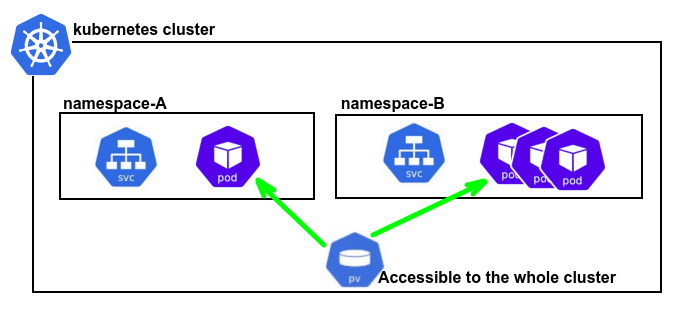 kubernetes cluster
namespace-A
namespace-B
svc
pod
svc
pod
pod
pod
pv
Accessible to the whole cluster